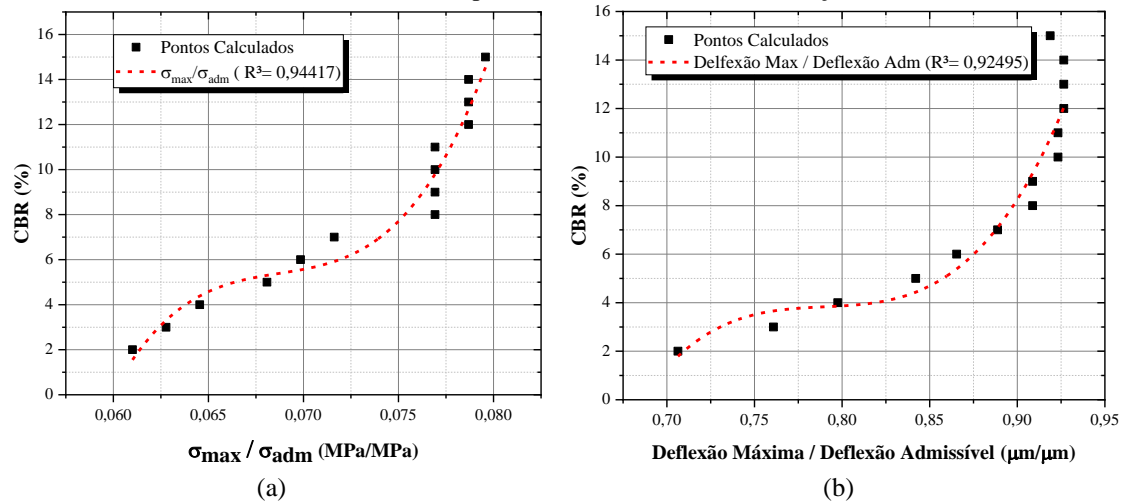 16
14
12
10
8
6
4
2
0
CBR (%)
Pontos Calculados
σmax/σadm ( R³= 0,94417)
0,060 0,065 0,070 0,075 0,080
σmax / σadm (MPa/MPa)
(a)
16
14
12
10
8
6
4
2
0
CBR (%)
Pontos Calculados
Delfexão Max / Deflexão Adm (R³= 0,92495)
0,70 0,75 0,80 0,85 0,90 0,95
Deflexão Máxima / Deflexão Admissível (μm/μm)
(b)